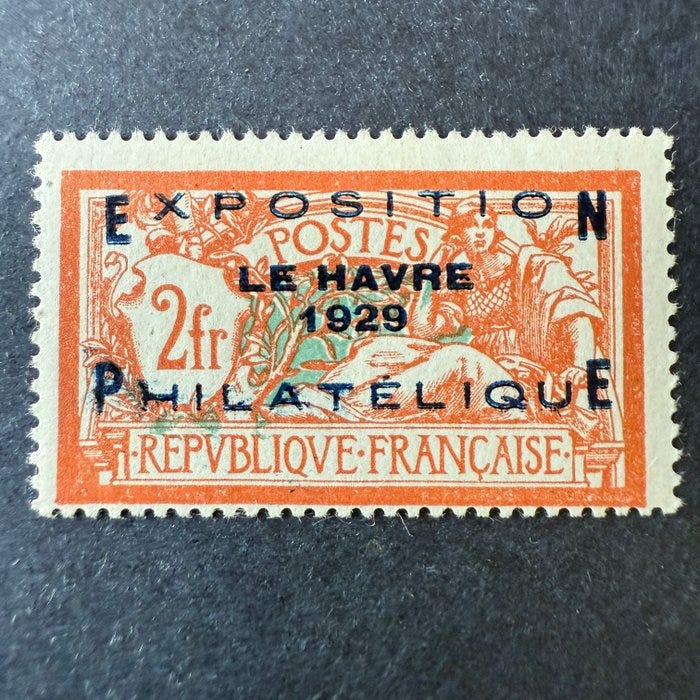 EXPOSITION
POSTES
LE HAVRE
2fr
1929
PHILATÉLIQUE
·REPVBLIQVE·FRANÇAISE·